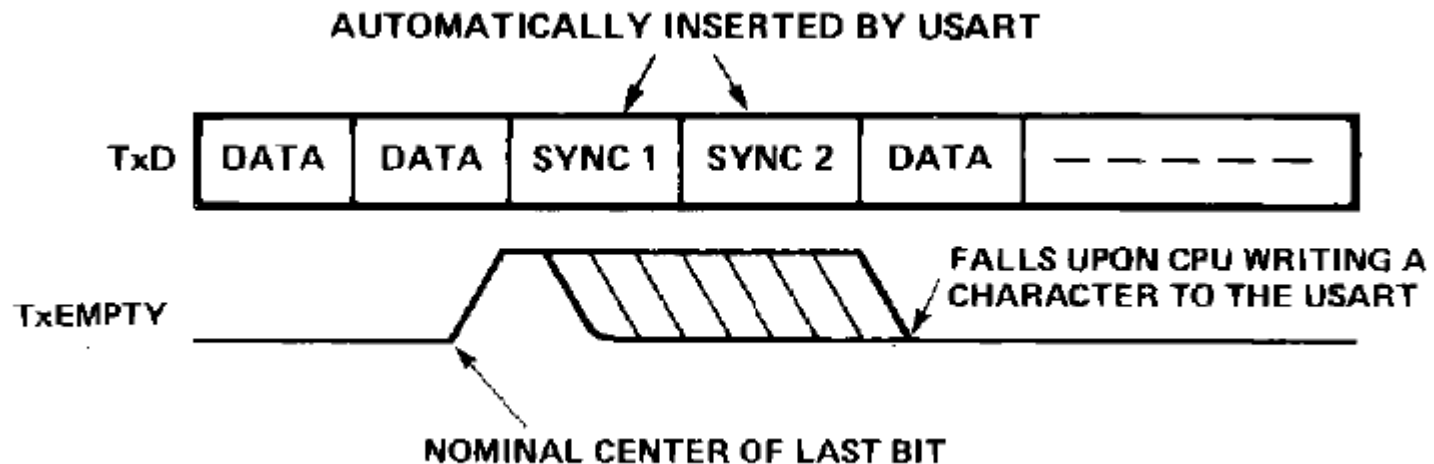 AUTOMATICALLY INSERTED BY USART
TxD DATA DATA SYNC 1 SYNC 2 DATA
TxEMPTY
FALLS UPON CPU WRITING A
CHARACTER TO THE USART
NOMINAL CENTER OF LAST BIT